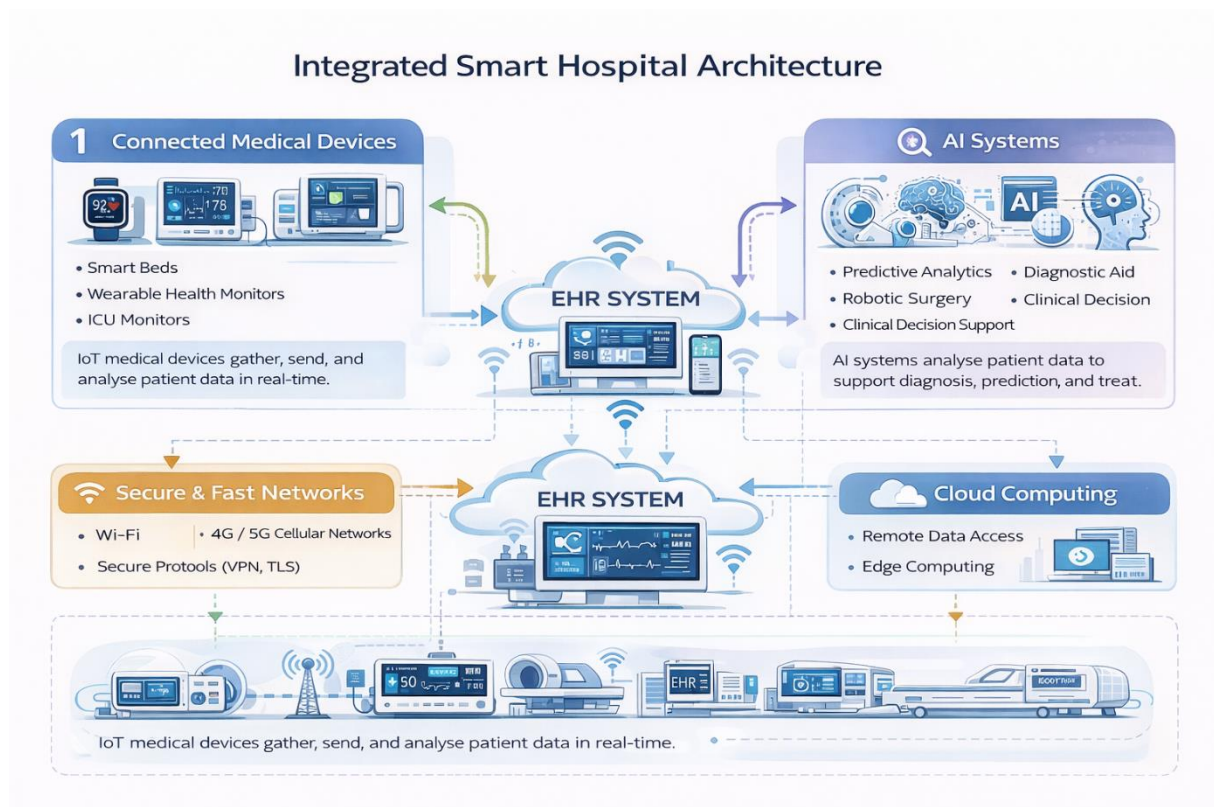 Integrated Smart Hospital Architecture
1 Connected Medical Devices
92
• Smart Beds
• Wearable Health Monitors
• ICU Monitors
IoT medical devices gather, send, and
analyse patient data in real-time.
AI Systems
AI
• Predictive Analytics • Diagnostic Aid
• Robotic Surgery • Clinical Decision
• Clinical Decision Support
AI systems analyse patient data to
support diagnosis, prediction, and treat.
EHR SYSTEM
Secure & Fast Networks
• Wi-Fi • 4G / 5G Cellular Networks
• Secure Protools (VPN, TLS)
EHR SYSTEM
Cloud Computing
• Remote Data Access
• Edge Computing
50
EHR
IoT medical devices gather, send, and analyse patient data in real-time.